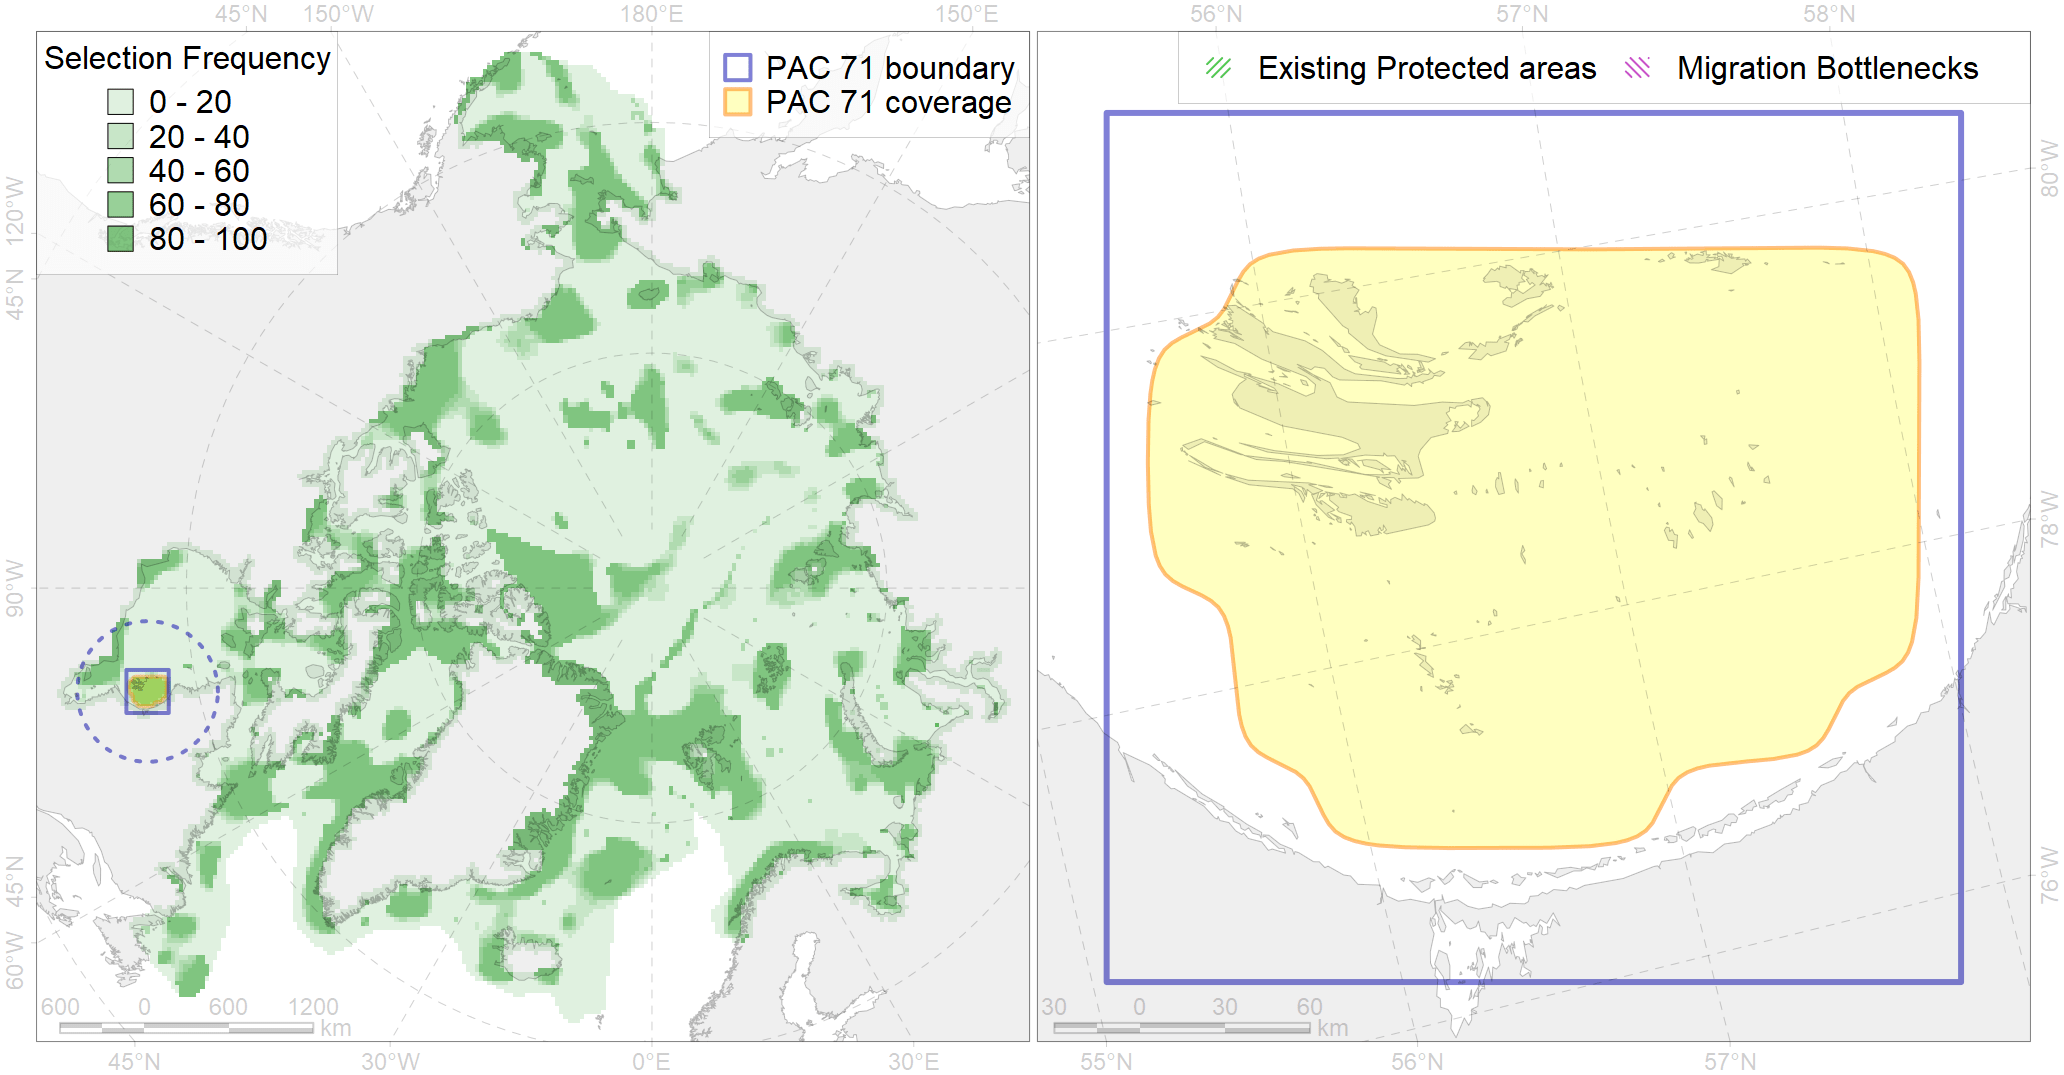 45°N 150°W 180°E 150°E 56°N 57°N 58°N
Selection Frequency
0 - 20
20 - 40
40 - 60
60 - 80
80 - 100
PAC 71 boundary
PAC 71 coverage
Existing Protected areas
Migration Bottlenecks
120°W
45°N
90°W
45°N
60°W
80°W
78°W
76°W
600 0 600 1200 km
30 0 30 60 km
45°N 30°W 0°E 30°E 55°N 56°N 57°N